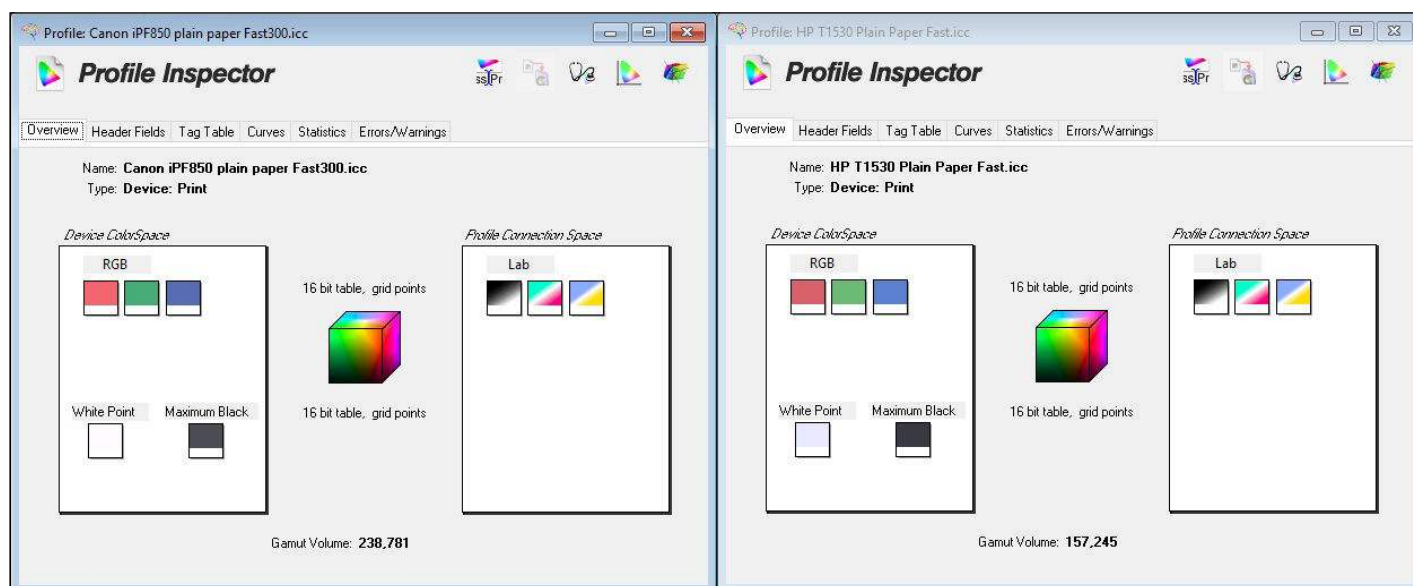 Profile: Canon iPF850 plain paper Fast300.icc
Profile Inspector
ss Pr
Overview Header Fields Tag Table Curves Statistics Errors/Warnings
Name: Canon iPF850 plain paper Fast300.icc
Type: Device: Print
Device ColorSpace
Profile Connection Space
RGB
Lab
16 bit table, grid points
White Point
Maximum Black
16 bit table, grid points
Gamut Volume: 238,781
Profile: HP T1530 Plain Paper Fast.icc
Profile Inspector
ss Pr
Overview Header Fields Tag Table Curves Statistics Errors/Warnings
Name: HP T1530 Plain Paper Fast.icc
Type: Device: Print
Device ColorSpace
Profile Connection Space
RGB
Lab
16 bit table, grid points
White Point
Maximum Black
16 bit table, grid points
Gamut Volume: 157,245